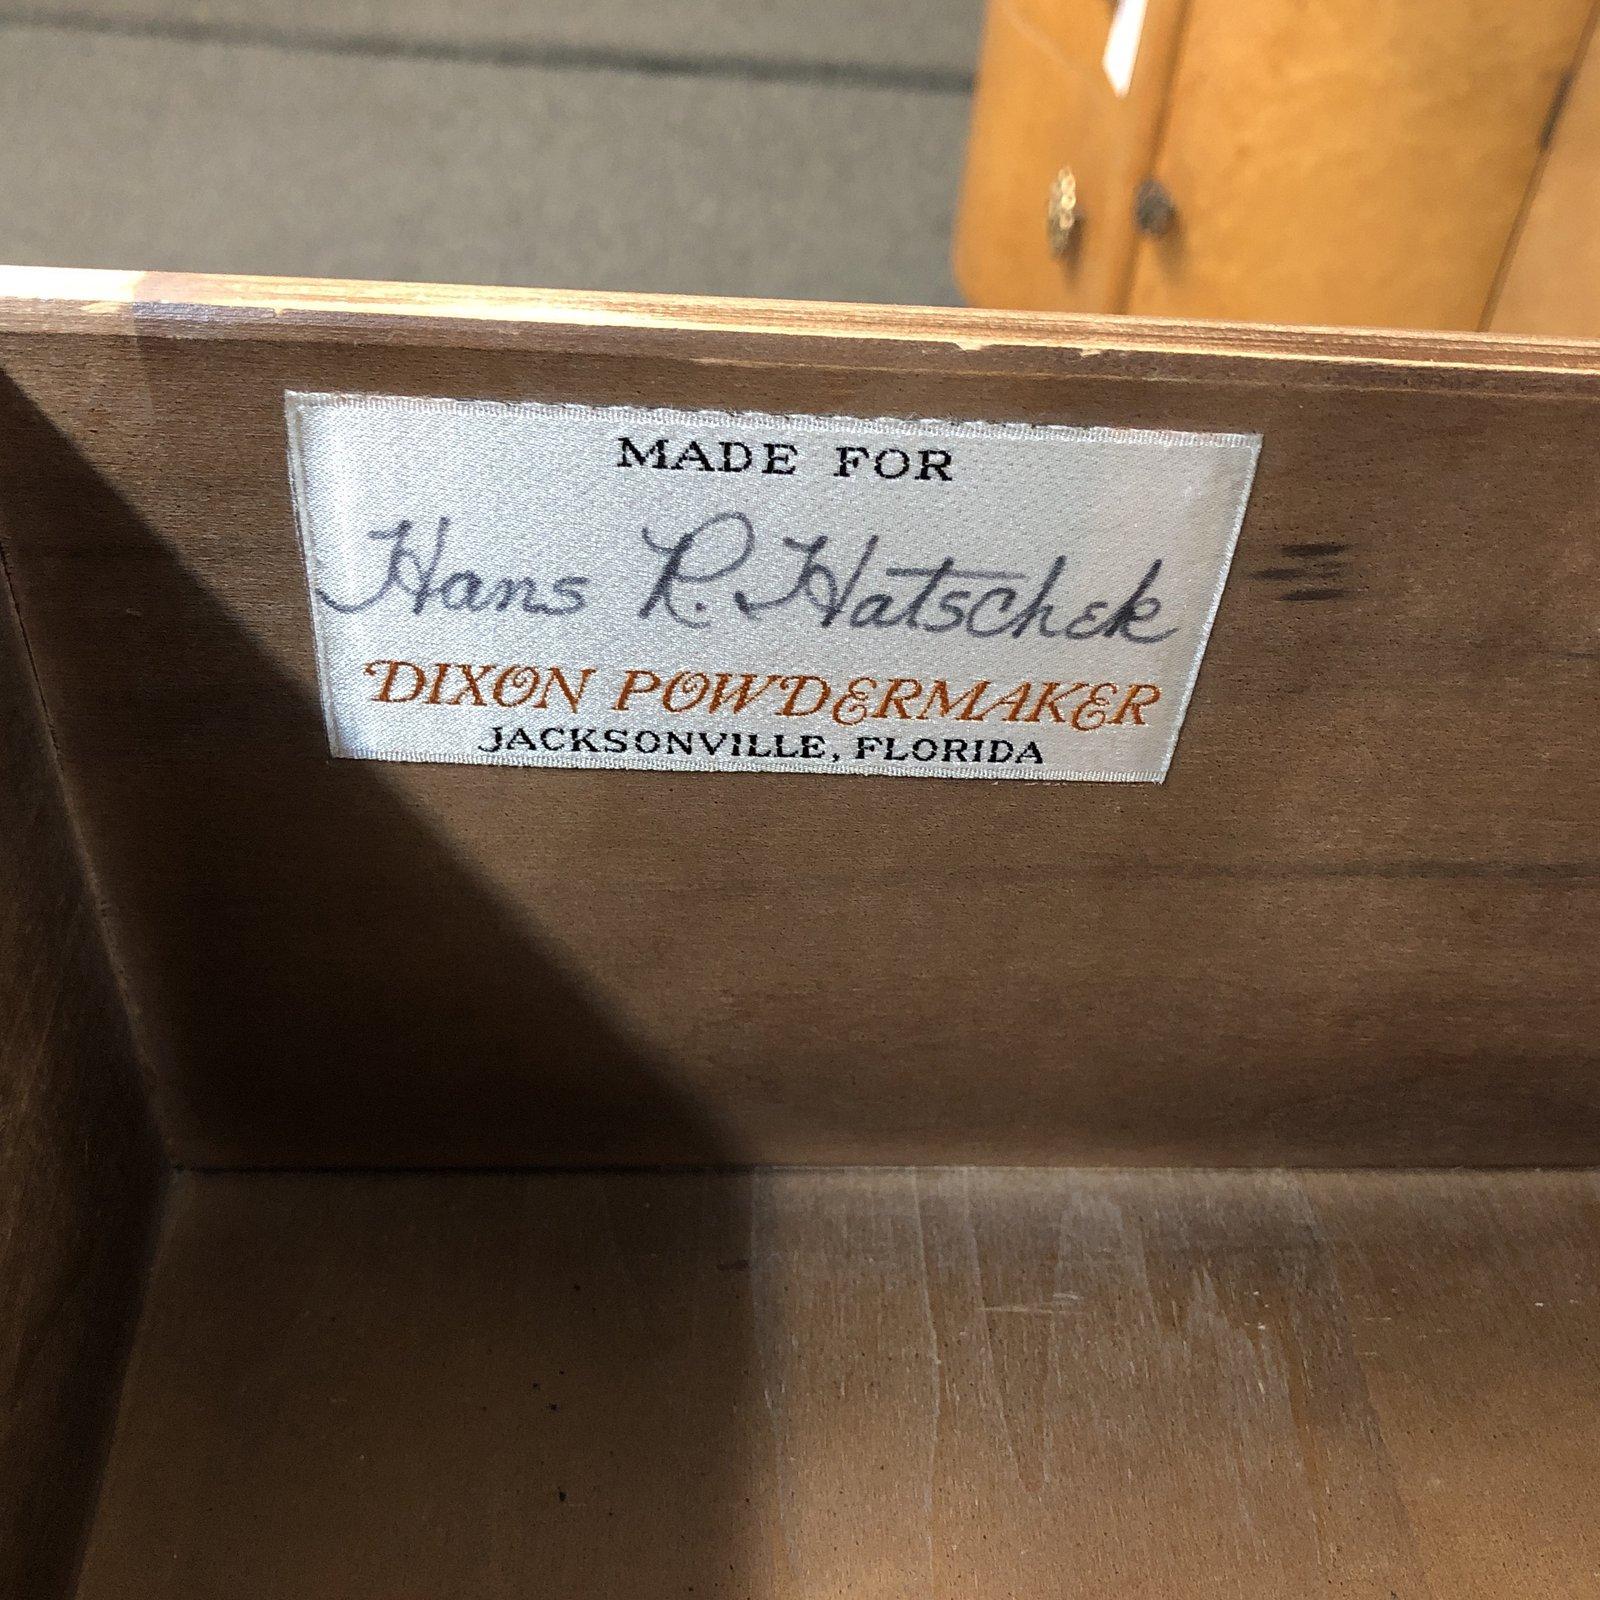 MADE FOR
Hans R. Hatschek
DIXON POWDERMAKER
JACKSONVILLE, FLORIDA